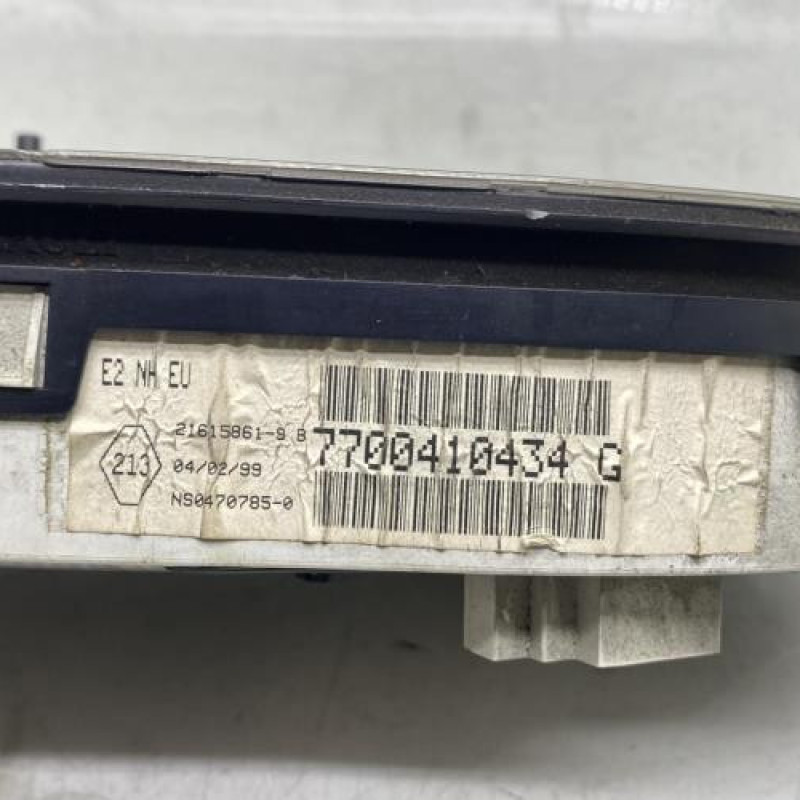 E2 NH EU
21615861-9 B
7700410434 G
213
04/02/99
NS0470785-0